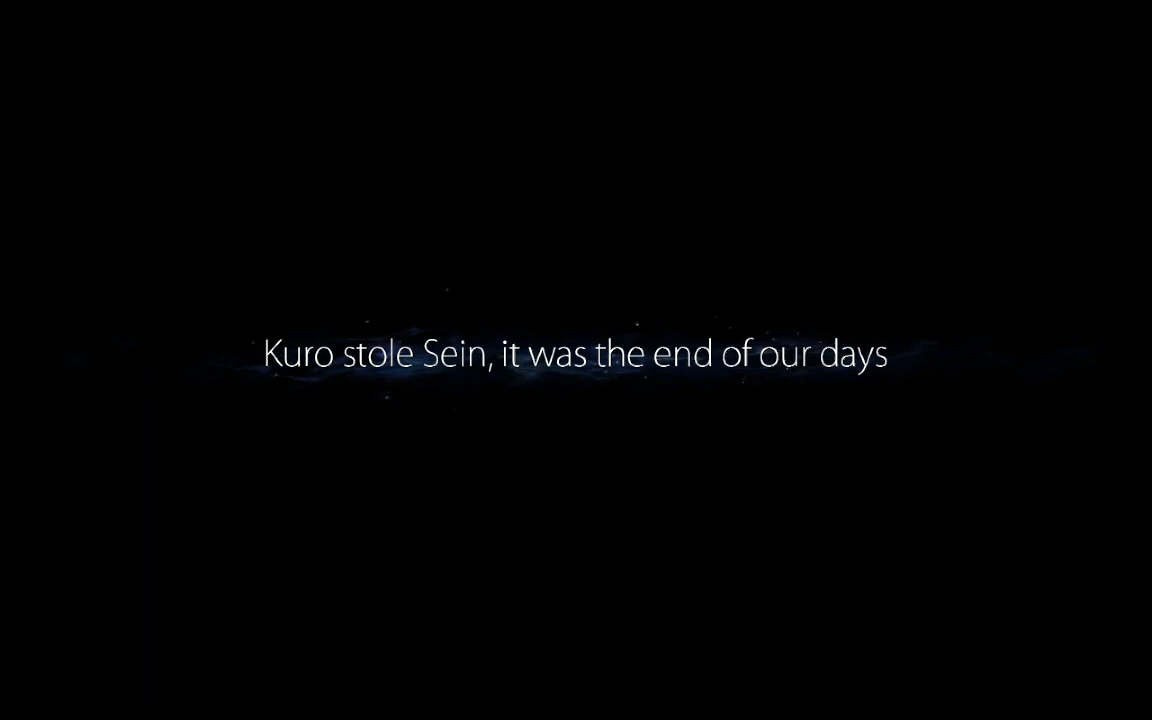 Kuro stole Sein, it was the end of our days